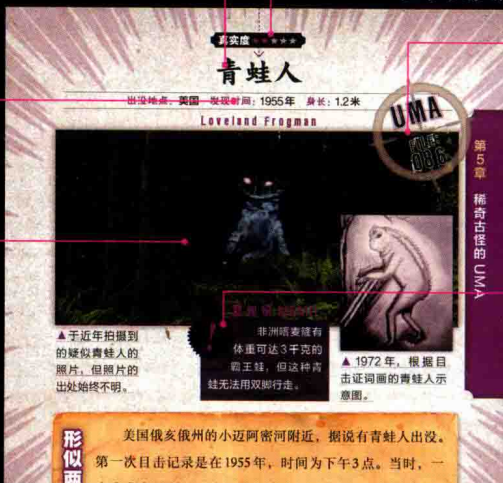 真实度 ★★★★★
青蛙人
出没地点：美国 发现时间：1955年 身长：1.2米
Loveland Frogman
UMA
FILE
086
第5章 稀奇古怪的UMA
▲于近年拍摄到
的疑似青蛙人的
照片，但照片的
出处始终不明。
非洲喀麦隆有
体重可达3千克的
霸王蛙，但这种青
蛙无法用双脚行走。
▲ 1972年，根据目
击证词画的青蛙人示
意图。
形似两
美国俄亥俄州的小迈阿密河附近，据说有青蛙人出没。
第一次目击记录是在1955年，时间为下午3点。当时，一